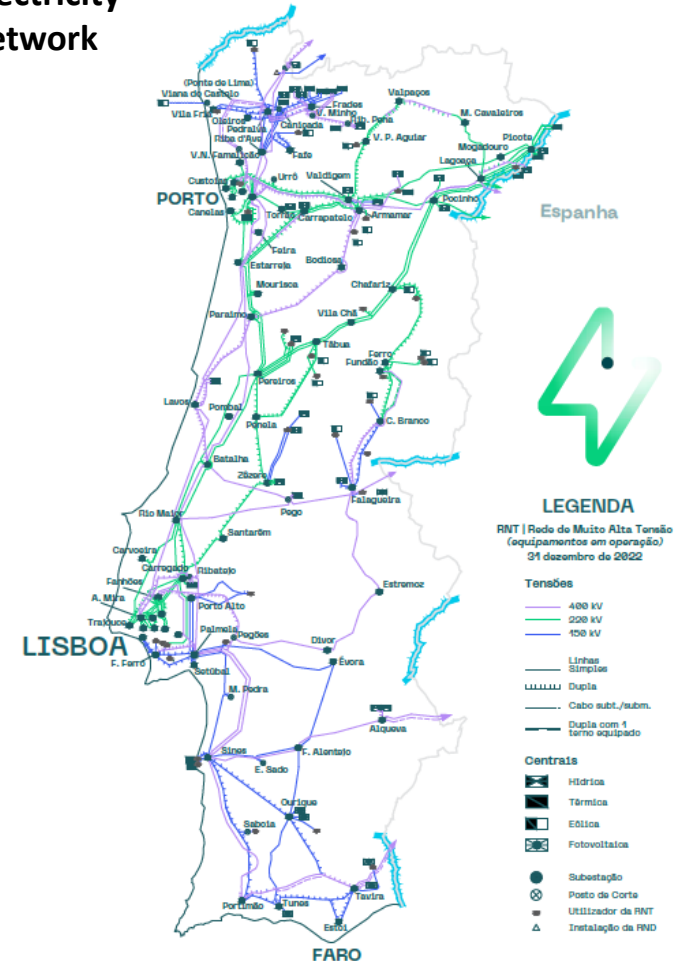 ectricity
etwork
(Ponte de Lima)
Viana do Castelo
Vila Fria
Oleiros
Pedralva
Riba d'Ave
V.N. Famalicão
Frades
V. Minho
Caniçada
Rib. Pena
Fafe
V. P. Aguiar
Valpaços
M. Cavaleiros
Mogadouro
Picote
Lagoaça
Urrô
Valdigem
Custoias
PORTO
Canelas
Torrão
Carrapatelo
Armamar
Pocinho
Espanha
Feira
Estarreja
Bodiosa
Mourisca
Chafariz
Paraimo
Vila Chã
Tábua
Ferro
Fundão
Pereiros
Lavos
Pombal
Penela
C. Branco
Batalha
Zêzere
Pego
Falagueira
Rio Maior
Santarém
Carvoeira
Carregado
Ribatejo
Fanhões
A. Mira
Porto Alto
Trajouce
Estremoz
LISBOA
Palmela
Pegões
Divor
F. Ferro
Setúbal
Évora
M. Pedra
Alqueva
Sines
F. Alentejo
E. Sado
Ourique
Saboia
Portimão
Tunes
Tavira
Estoi
FARO
LEGENDA
RNT | Rede de Muito Alta Tensão
(equipamentos em operação)
31 dezembro de 2022
Tensões
400 kV
220 kV
150 kV
Linhas
Simples
Dupla
Cabo subt./subm.
Dupla com 1
terno equipado
Centrais
Hídrica
Térmica
Eólica
Fotovoltaica
Subestação
Posto de Corte
Utilizador da RNT
Instalação da RND